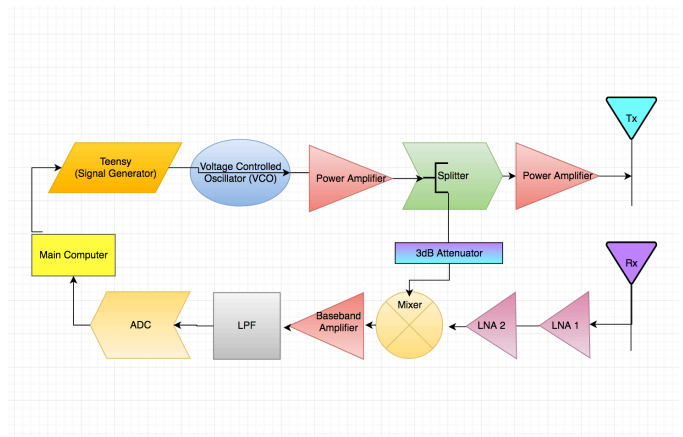 Tx
Teensy
(Signal Generator)
Voltage Controlled
Oscillator (VCO)
Power Amplifier
Splitter
Power Amplifier
Main Computer
3dB Attenuator
Rx
ADC
LPF
Baseband
Amplifier
Mixer
LNA 2
LNA 1